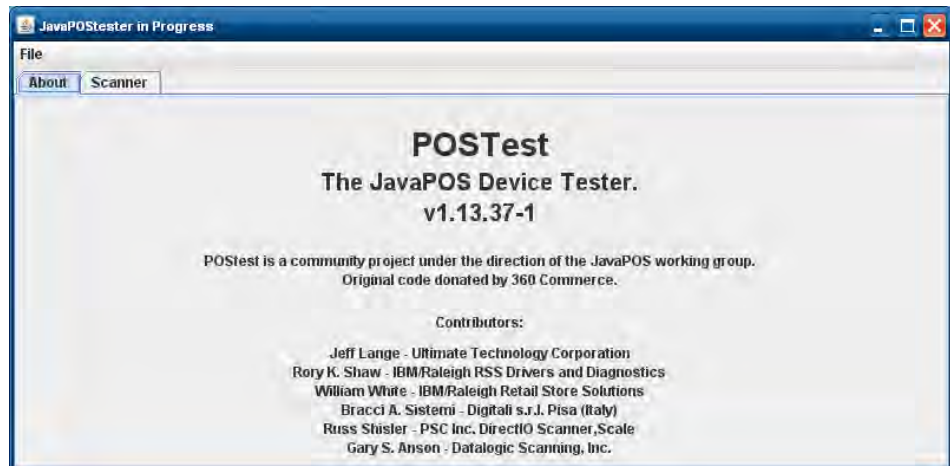 JavaPOStester in Progress
File
About Scanner
POSTest
The JavaPOS Device Tester.
v1.13.37-1
POStest is a community project under the direction of the JavaPOS working group.
Original code donated by 360 Commerce.
Contributors:
Jeff Lange - Ultimate Technology Corporation
Rory K. Shaw - IBM/Raleigh RSS Drivers and Diagnostics
William White - IBM/Raleigh Retail Store Solutions
Bracci A. Sistemi - Digitali s.r.l. Pisa (Italy)
Russ Shisler - PSC Inc. DirectIO Scanner,Scale
Gary S. Anson - Datalogic Scanning, Inc.